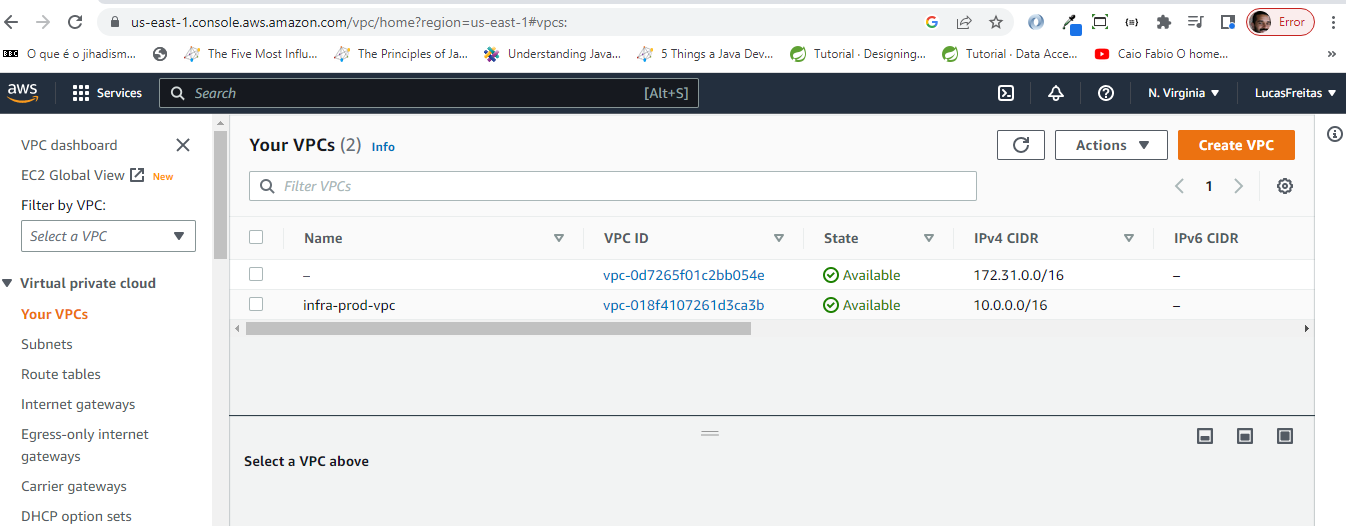 us-east-1.console.aws.amazon.com/vpc/home?region=us-east-1#vpcs:
Error
BBC O que é o jihadism... The Five Most Influ... The Principles of Ja... Understanding Java... 5 Things a Java Dev... Tutorial · Designing... Tutorial · Data Acce... Caio Fabio O home... »
aws Services Search [Alt+S] N. Virginia LucasFreitas
VPC dashboard
EC2 Global View New
Filter by VPC:
Select a VPC
Virtual private cloud
Your VPCs
Subnets
Route tables
Internet gateways
Egress-only internet
gateways
Carrier gateways
DHCP option sets
Your VPCs (2) Info
Actions Create VPC
Filter VPCs
1
Name VPC ID State IPv4 CIDR IPv6 CIDR
– vpc-0d7265f01c2bb054e Available 172.31.0.0/16 –
infra-prod-vpc vpc-018f4107261d3ca3b Available 10.0.0.0/16 –
Select a VPC above